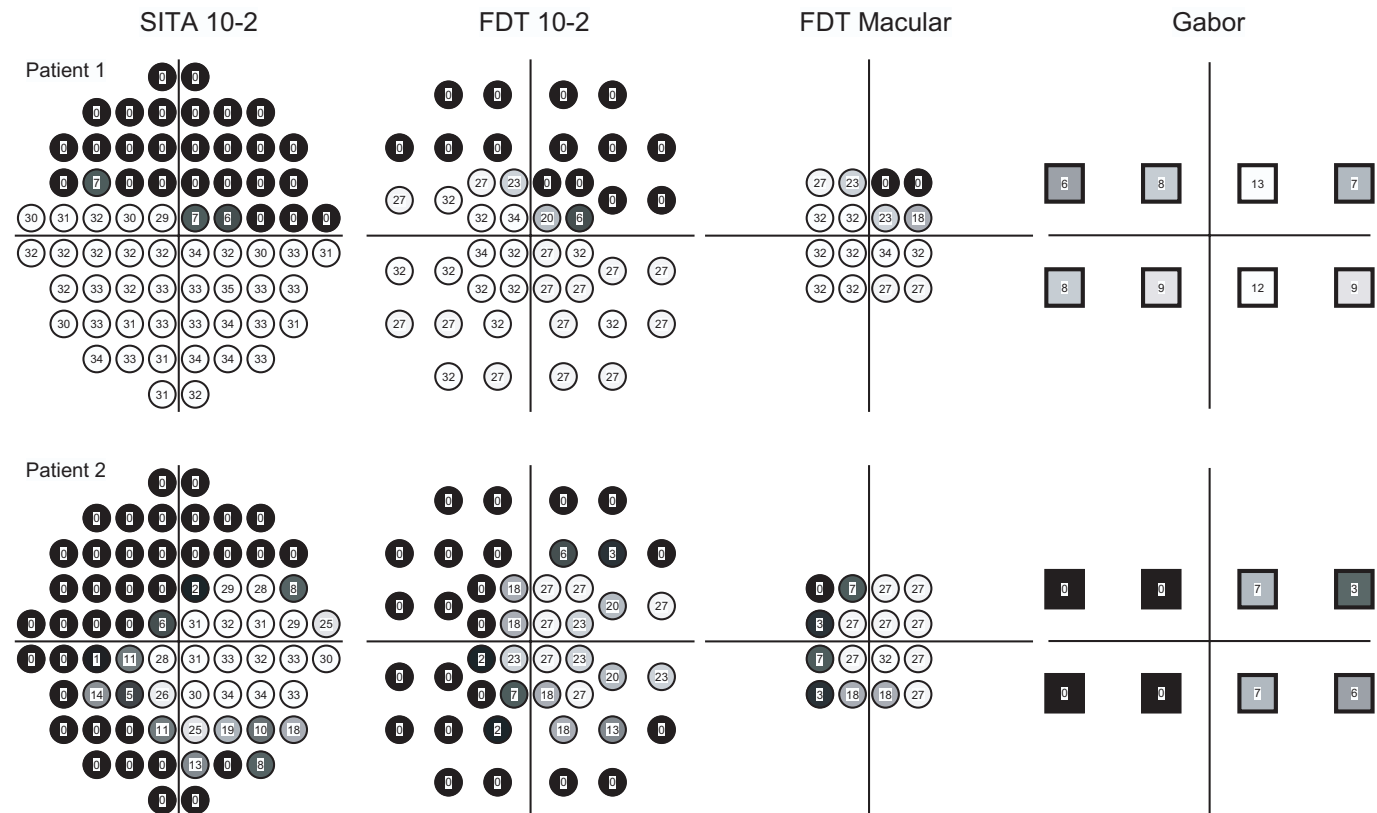 SITA 10-2 FDT 10-2 FDT Macular Gabor
Patient 1
0 0
0 0 0 0 0 0
0 0 0 0 0 0 0 0
0 7 0 0 0 0 0 0
30 31 32 30 29 7 6 0 0 0
32 32 32 32 32 34 32 30 33 31
32 33 32 33 33 35 33 33
30 33 31 33 33 34 33 31
34 33 31 34 34 33
31 32
0 0 0 0
0 0 0 0 0 0
27 23 0 0
27 32 0 0
32 34 20 6
34 32 27 32
32 32 27 27
32 32 27 27
27 27 32 27 32 27
32 27 27 27
27 23 0 0
32 32 23 18
32 32 34 32
32 32 27 27
6 8 13 7
8 9 12 9
Patient 2
0 0
0 0 0 0 0 0
0 0 0 0 0 0 0 0
0 0 0 0 2 29 28 8
0 0 0 0 6 31 32 31 29 25
0 0 1 11 28 31 33 32 33 30
0 14 5 26 30 34 34 33
0 0 0 11 25 19 10 18
0 0 0 13 0 8
0 0
0 0 0 0
0 0 0 6 3 0
0 18 27 27
0 0 20 27
0 18 27 23
2 23 27 23
0 0 20 23
0 7 18 27
0 0 2 18 13 0
0 0 0 0
0 7 27 27
3 27 27 27
7 27 32 27
3 18 18 27
0 0 7 3
0 0 7 6